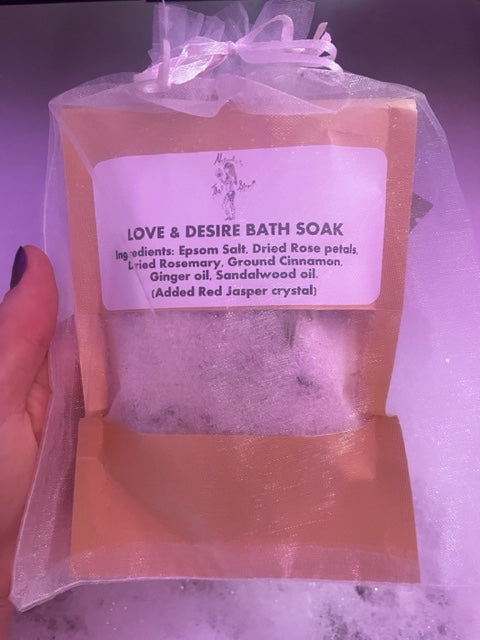 LOVE & DESIRE BATH SOAK
Ingredients: Epsom Salt, Dried Rose petals,
Dried Rosemary, Ground Cinnamon,
Ginger oil, Sandalwood oil.
(Added Red Jasper crystal)